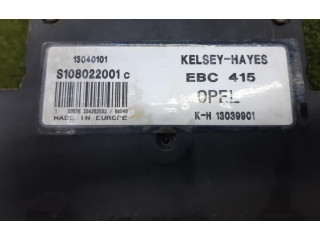 13040101
S108022001 c
MADE IN EUROPE
KELSEY-HAYES
EBC 415
OPEL
K-H 13039901